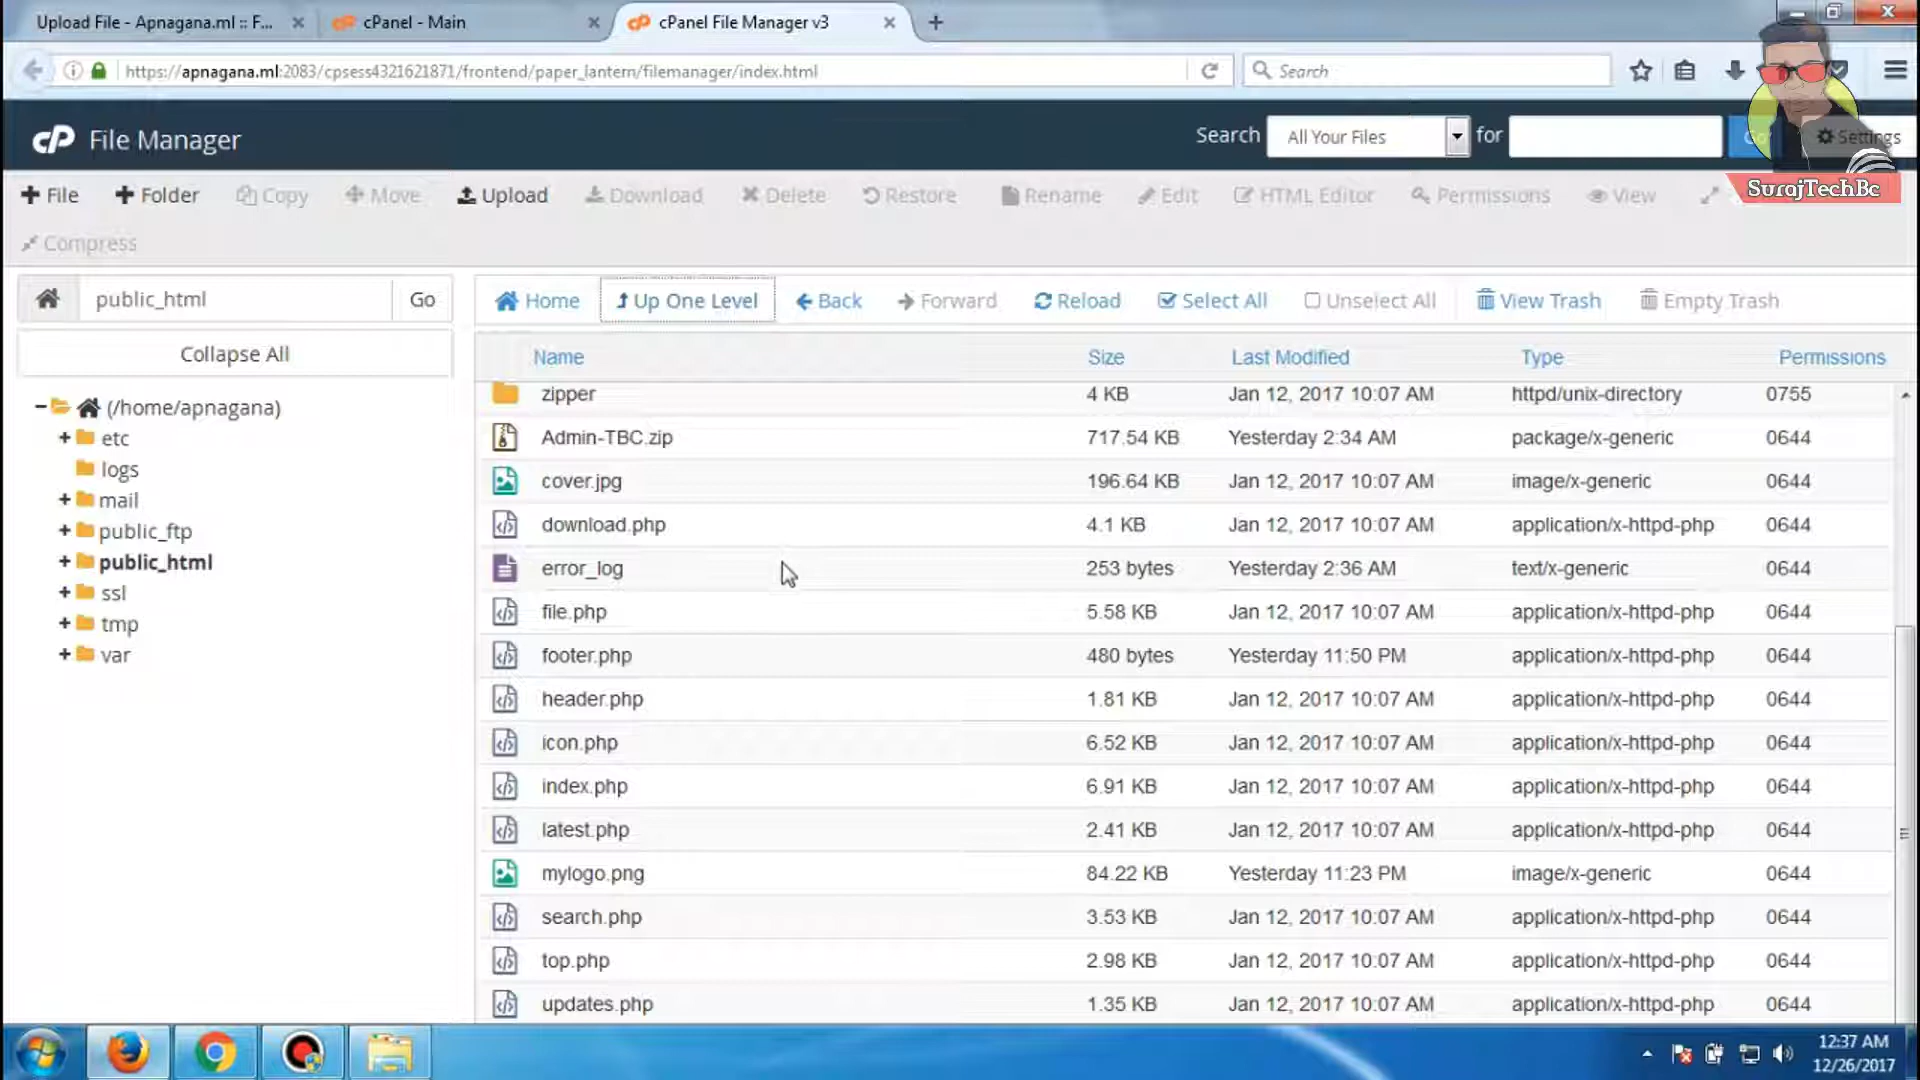 Upload File - Apnagana.ml :: F...
cPanel - Main
cPanel File Manager v3
https://apnagana.ml:2083/cpsess4321621871/frontend/paper_lantern/filemanager/index.html
Search
cP File Manager
Search All Your Files for Go Settings
File Folder Copy Move Upload Download Delete Restore Rename Edit HTML Editor Permissions View
SurajTechBc
Compress
public_html Go
Home Up One Level Back Forward Reload Select All Unselect All View Trash Empty Trash
Collapse All
(/home/apnagana)
etc
logs
mail
public_ftp
public_html
ssl
tmp
var
Name Size Last Modified Type Permissions
zipper 4 KB Jan 12, 2017 10:07 AM httpd/unix-directory 0755
Admin-TBC.zip 717.54 KB Yesterday 2:34 AM package/x-generic 0644
cover.jpg 196.64 KB Jan 12, 2017 10:07 AM image/x-generic 0644
download.php 4.1 KB Jan 12, 2017 10:07 AM application/x-httpd-php 0644
error_log 253 bytes Yesterday 2:36 AM text/x-generic 0644
file.php 5.58 KB Jan 12, 2017 10:07 AM application/x-httpd-php 0644
footer.php 480 bytes Yesterday 11:50 PM application/x-httpd-php 0644
header.php 1.81 KB Jan 12, 2017 10:07 AM application/x-httpd-php 0644
icon.php 6.52 KB Jan 12, 2017 10:07 AM application/x-httpd-php 0644
index.php 6.91 KB Jan 12, 2017 10:07 AM application/x-httpd-php 0644
latest.php 2.41 KB Jan 12, 2017 10:07 AM application/x-httpd-php 0644
mylogo.png 84.22 KB Yesterday 11:23 PM image/x-generic 0644
search.php 3.53 KB Jan 12, 2017 10:07 AM application/x-httpd-php 0644
top.php 2.98 KB Jan 12, 2017 10:07 AM application/x-httpd-php 0644
updates.php 1.35 KB Jan 12, 2017 10:07 AM application/x-httpd-php 0644
12:37 AM
12/26/2017